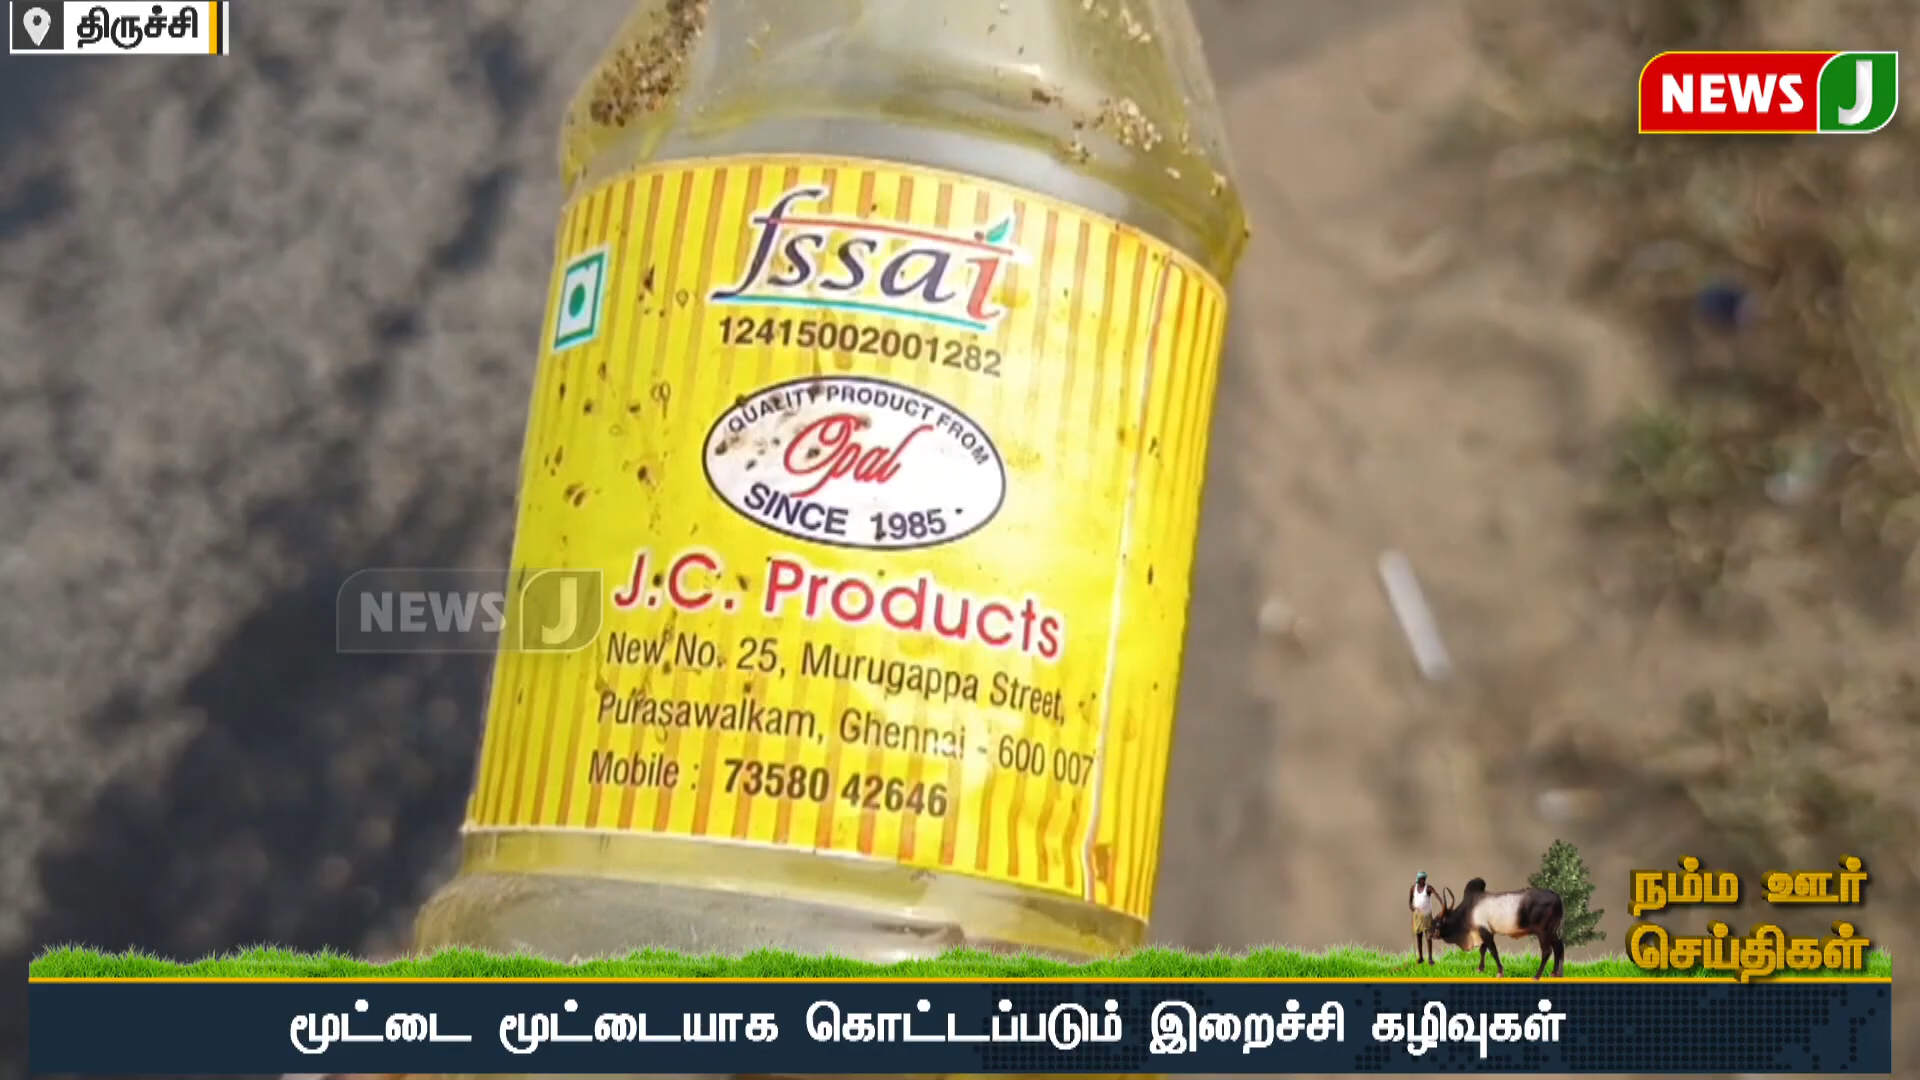 திருச்சி
NEWS J
fssai
12415002001282
QUALITY PRODUCT FROM
Opal
SINCE 1985
J.C. Products
NEWS J
New No. 25, Murugappa Street,
Purasawalkam, Chennai - 600 007
Mobile : 73580 42646
நம்ம ஊர்
செய்திகள்
மூட்டை மூட்டையாக கொட்டப்படும் இறைச்சி கழிவுகள்